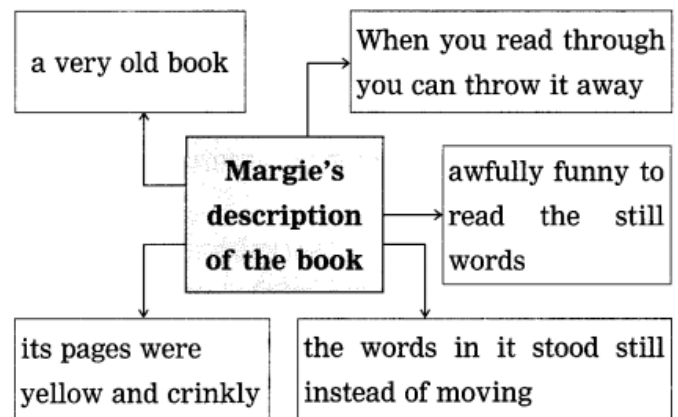 a very old book
When you read through
you can throw it away
Margie's
description
of the book
awfully funny to
read the still
words
its pages were
yellow and crinkly
the words in it stood still
instead of moving